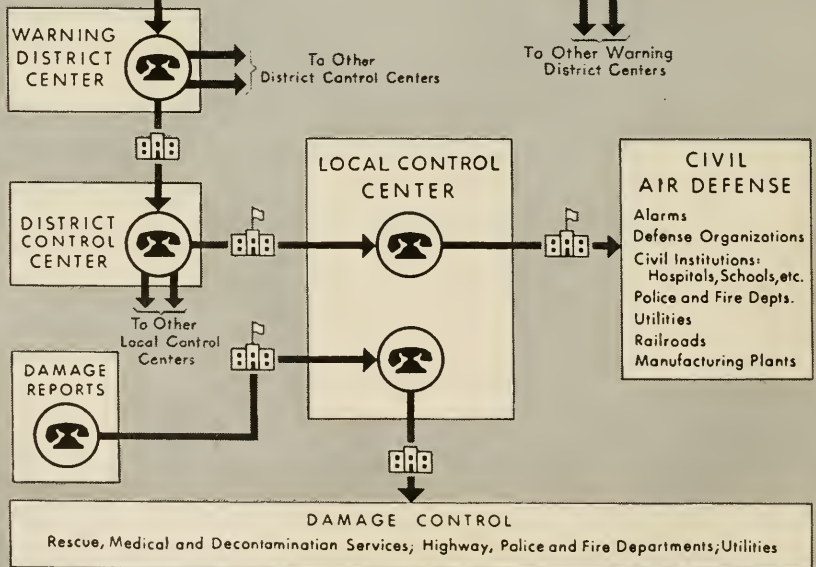 WARNING
DISTRICT
CENTER
To Other
District Control Centers
To Other Warning
District Centers
DISTRICT
CONTROL
CENTER
To Other
Local Control
Centers
LOCAL CONTROL
CENTER
CIVIL
AIR DEFENSE
Alarms
Defense Organizations
Civil Institutions:
Hospitals, Schools, etc.
Police and Fire Depts.
Utilities
Railroads
Manufacturing Plants
DAMAGE
REPORTS
DAMAGE CONTROL
Rescue, Medical and Decontamination Services; Highway, Police and Fire Departments; Utilities